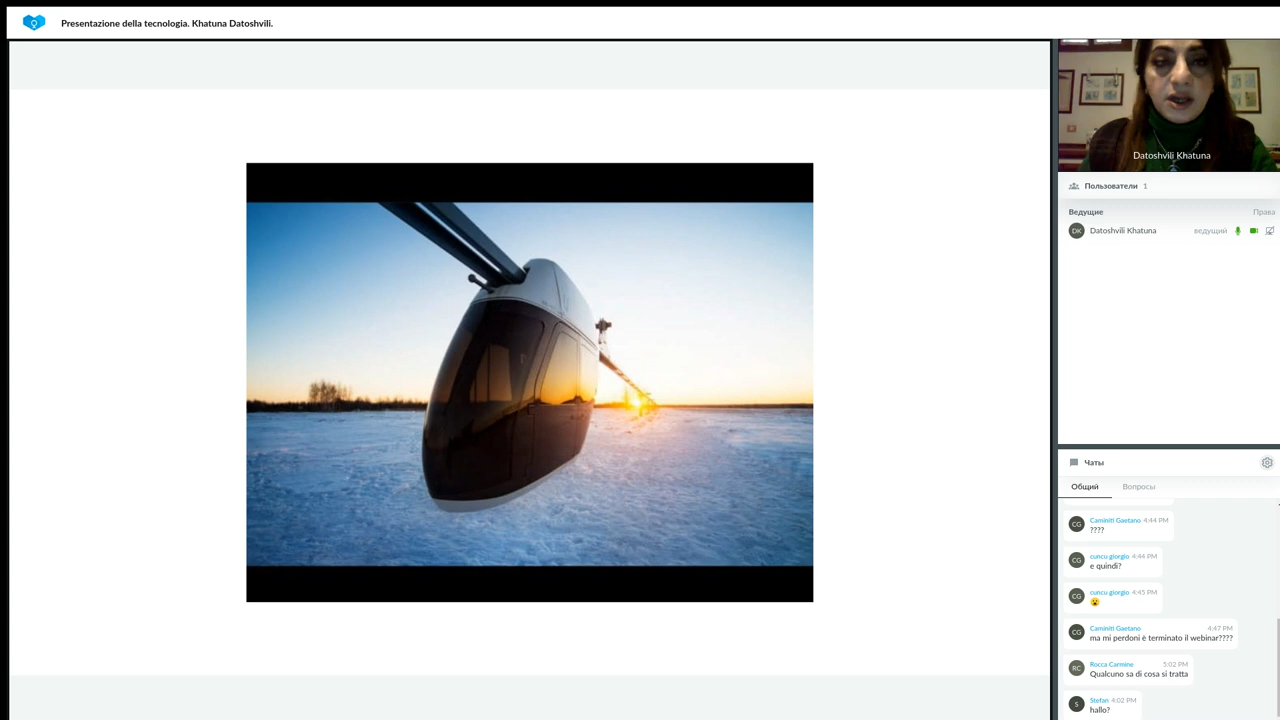 Presentazione della tecnologia. Khatuna Datoshvili.
Datoshvili Khatuna
Пользователи 1
Ведущие Права
DK Datoshvili Khatuna ведущий
Чаты
Общий Вопросы
CG Caminiti Gaetano 4:44 PM
????
CG cuncu giorgio 4:44 PM
e quindi?
CG cuncu giorgio 4:45 PM
😮
CG Caminiti Gaetano 4:47 PM
ma mi perdoni è terminato il webinar????
RC Rocca Carmine 5:02 PM
Qualcuno sa di cosa si tratta
S Stefan 4:02 PM
hallo?